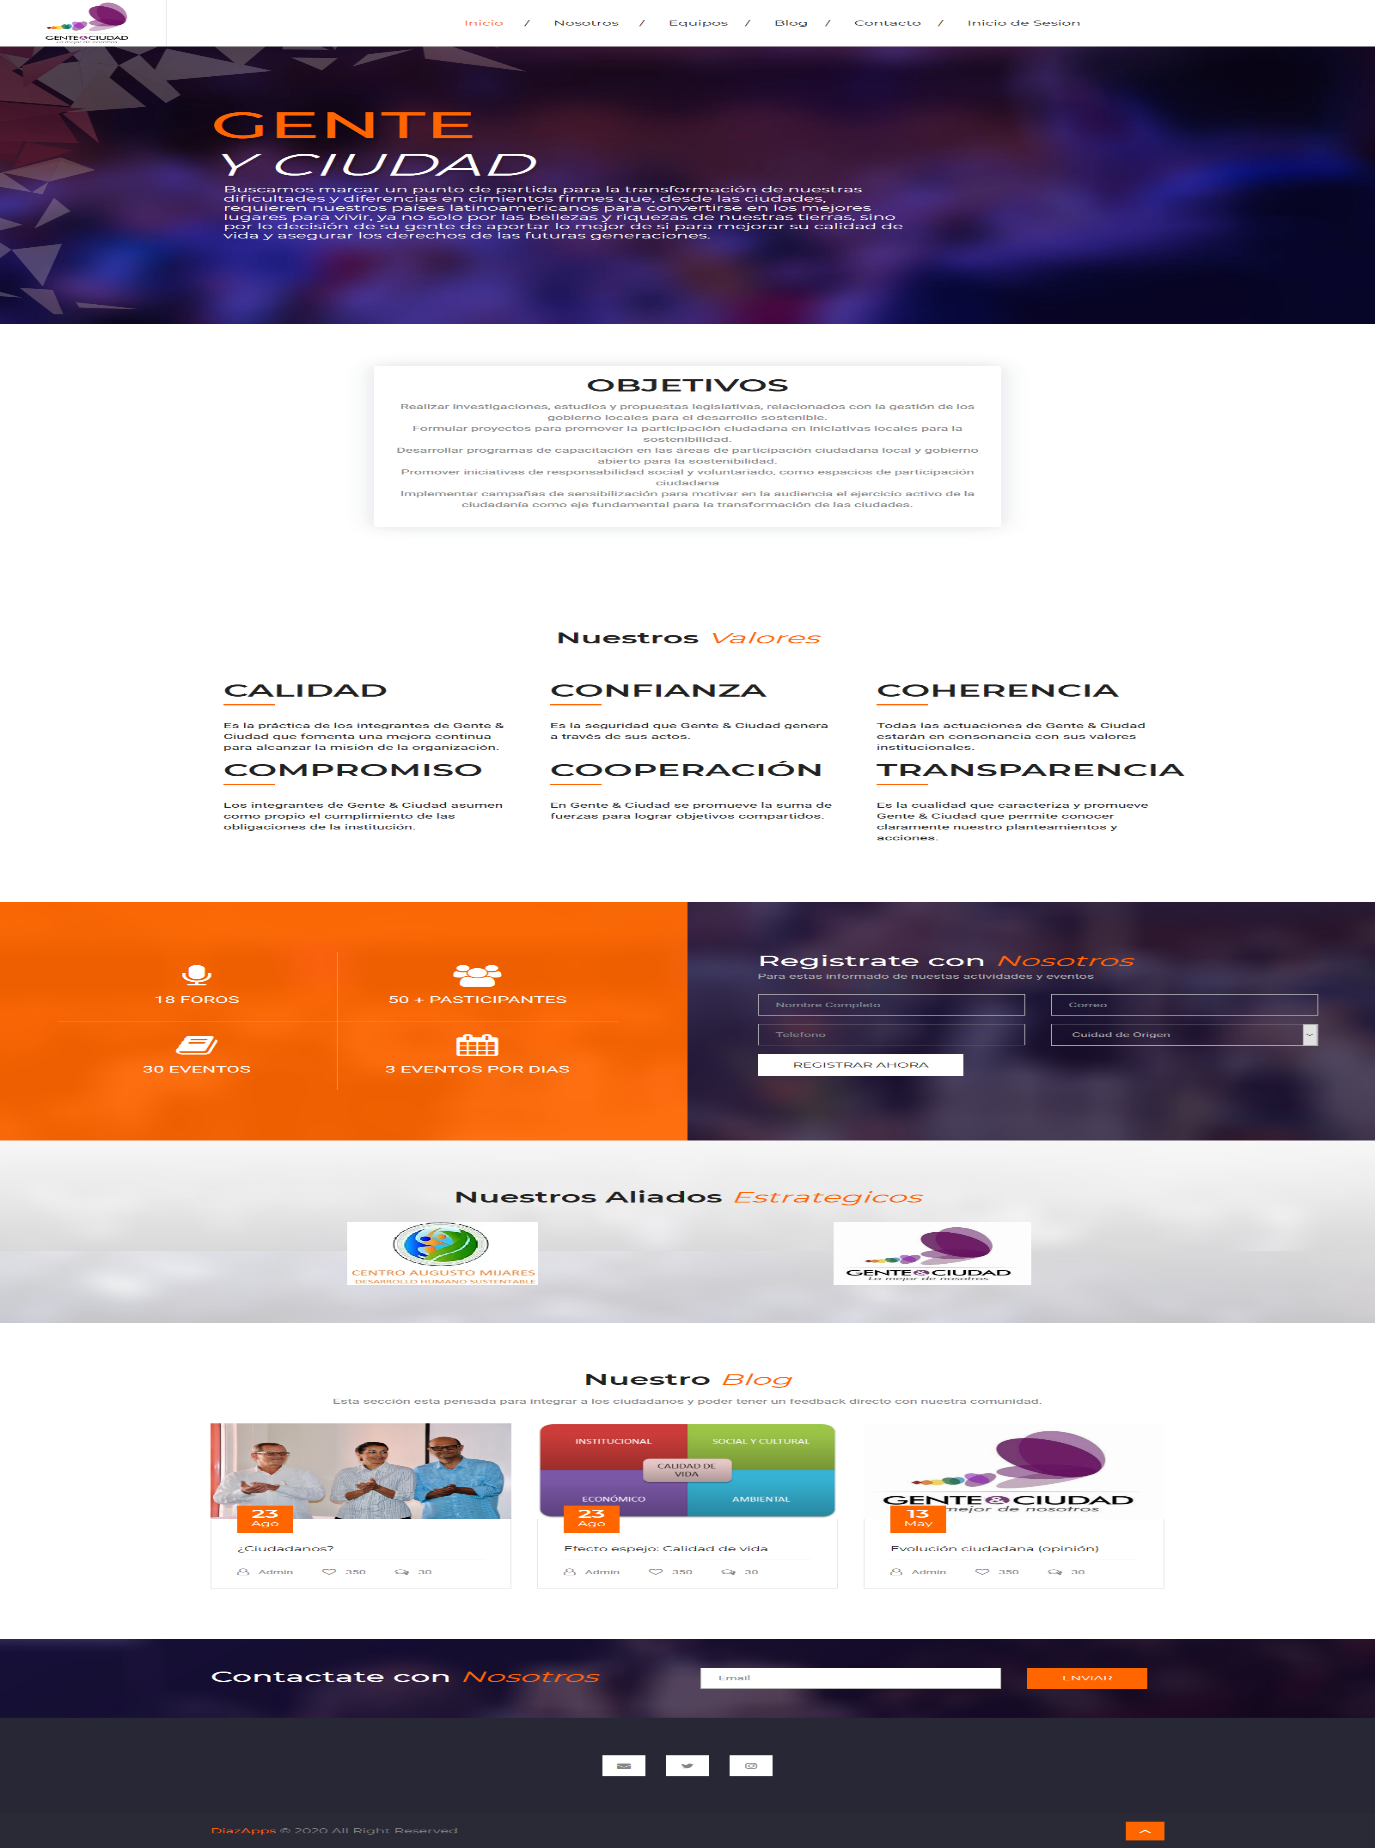 GENTE&CIUDAD
Inicio / Nosotros / Equipos / Blog / Contacto / Inicio de Sesion
GENTE
Y CIUDAD
Buscamos marcar un punto de partida para la transformación de nuestras
dificultades y diferencias en cimientos firmes que, desde las ciudades,
requieren nuestros países latinoamericanos para convertirse en los mejores
lugares para vivir, ya no solo por las bellezas y riquezas de nuestras tierras, sino
por lo decisión de su gente de aportar lo mejor de si para mejorar su calidad de
vida y asegurar los derechos de las futuras generaciones.
OBJETIVOS
Realizar investigaciones, estudios y propuestas legislativas, relacionados con la gestión de los
gobierno locales para el desarrollo sostenible.
Formular proyectos para promover la participación ciudadana en iniciativas locales para la
sostenibilidad.
Desarrollar programas de capacitación en las áreas de participación ciudadana local y gobierno
abierto para la sostenibilidad.
Promover iniciativas de responsabilidad social y voluntariado, como espacios de participación
ciudadana
Implementar campañas de sensibilización para motivar en la audiencia el ejercicio activo de la
ciudadanía como eje fundamental para la transformación de las ciudades.
Nuestros Valores
CALIDAD
Es la práctica de los integrantes de Gente &
Ciudad que fomenta una mejora continua
para alcanzar la misión de la organización.
CONFIANZA
Es la seguridad que Gente & Ciudad genera
a través de sus actos.
COHERENCIA
Todas las actuaciones de Gente & Ciudad
estarán en consonancia con sus valores
institucionales.
COMPROMISO
Los integrantes de Gente & Ciudad asumen
como propio el cumplimiento de las
obligaciones de la institución.
COOPERACIÓN
En Gente & Ciudad se promueve la suma de
fuerzas para lograr objetivos compartidos.
TRANSPARENCIA
Es la cualidad que caracteriza y promueve
Gente & Ciudad que permite conocer
claramente nuestro planteamientos y
acciones.
18 FOROS
50 + PASTICIPANTES
30 EVENTOS
3 EVENTOS POR DIAS
Registrate con Nosotros
Para estas informado de nuestas actividades y eventos
Nombre Completo
Correo
Telefono
Cuidad de Origen
REGISTRAR AHORA
Nuestros Aliados Estrategicos
CENTRO AUGUSTO MIJARES
DESARROLLO HUMANO SUSTENTABLE
GENTE&CIUDAD
Lo mejor de nosotros
Nuestro Blog
Esta sección esta pensada para integrar a los ciudadanos y poder tener un feedback directo con nuestra comunidad.
23
Ago
¿Ciudadanos?
Admin 350 30
INSTITUCIONAL
SOCIAL Y CULTURAL
CALIDAD DE
VIDA
ECONÓMICO
AMBIENTAL
23
Ago
Efecto espejo: Calidad de vida
Admin 350 30
GENTE&CIUDAD
mejor de nosotros
13
May
Evolución ciudadana (opinión)
Admin 350 30
Contactate con Nosotros
Email
ENVIAR
DiazApps © 2020 All Right Reserved